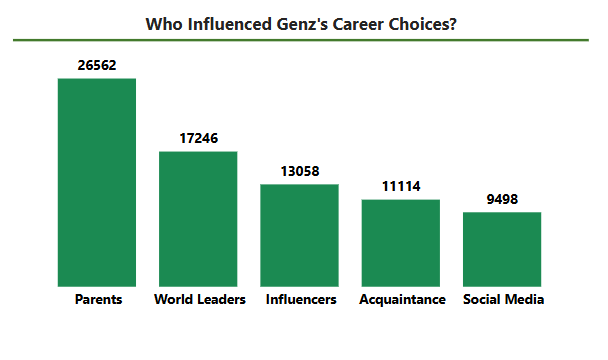 Who Influenced Genz's Career Choices?
26562
17246
13058
11114
9498
Parents
World Leaders
Influencers
Acquaintance
Social Media